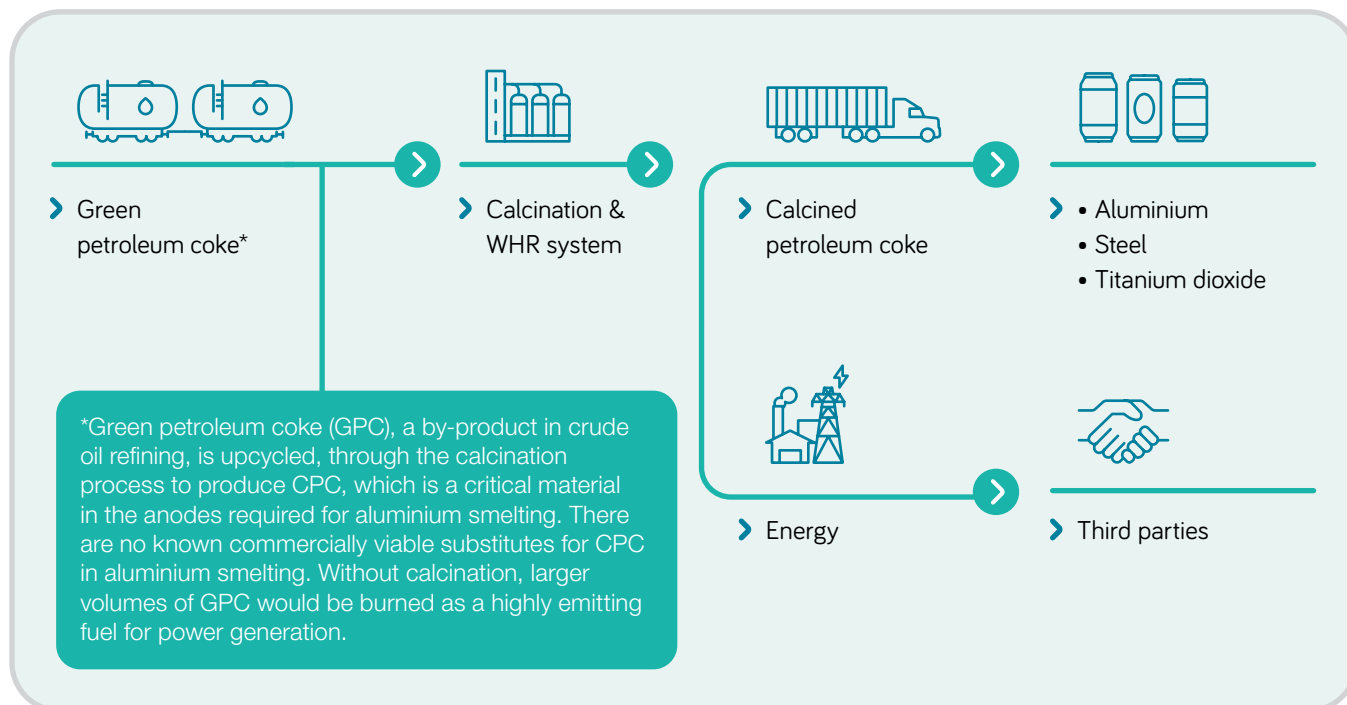 Green
petroleum coke*
Calcination &
WHR system
Calcined
petroleum coke
• Aluminium
• Steel
• Titanium dioxide
*Green petroleum coke (GPC), a by-product in crude
oil refining, is upcycled, through the calcination
process to produce CPC, which is a critical material
in the anodes required for aluminium smelting. There
are no known commercially viable substitutes for CPC
in aluminium smelting. Without calcination, larger
volumes of GPC would be burned as a highly emitting
fuel for power generation.
Energy
Third parties